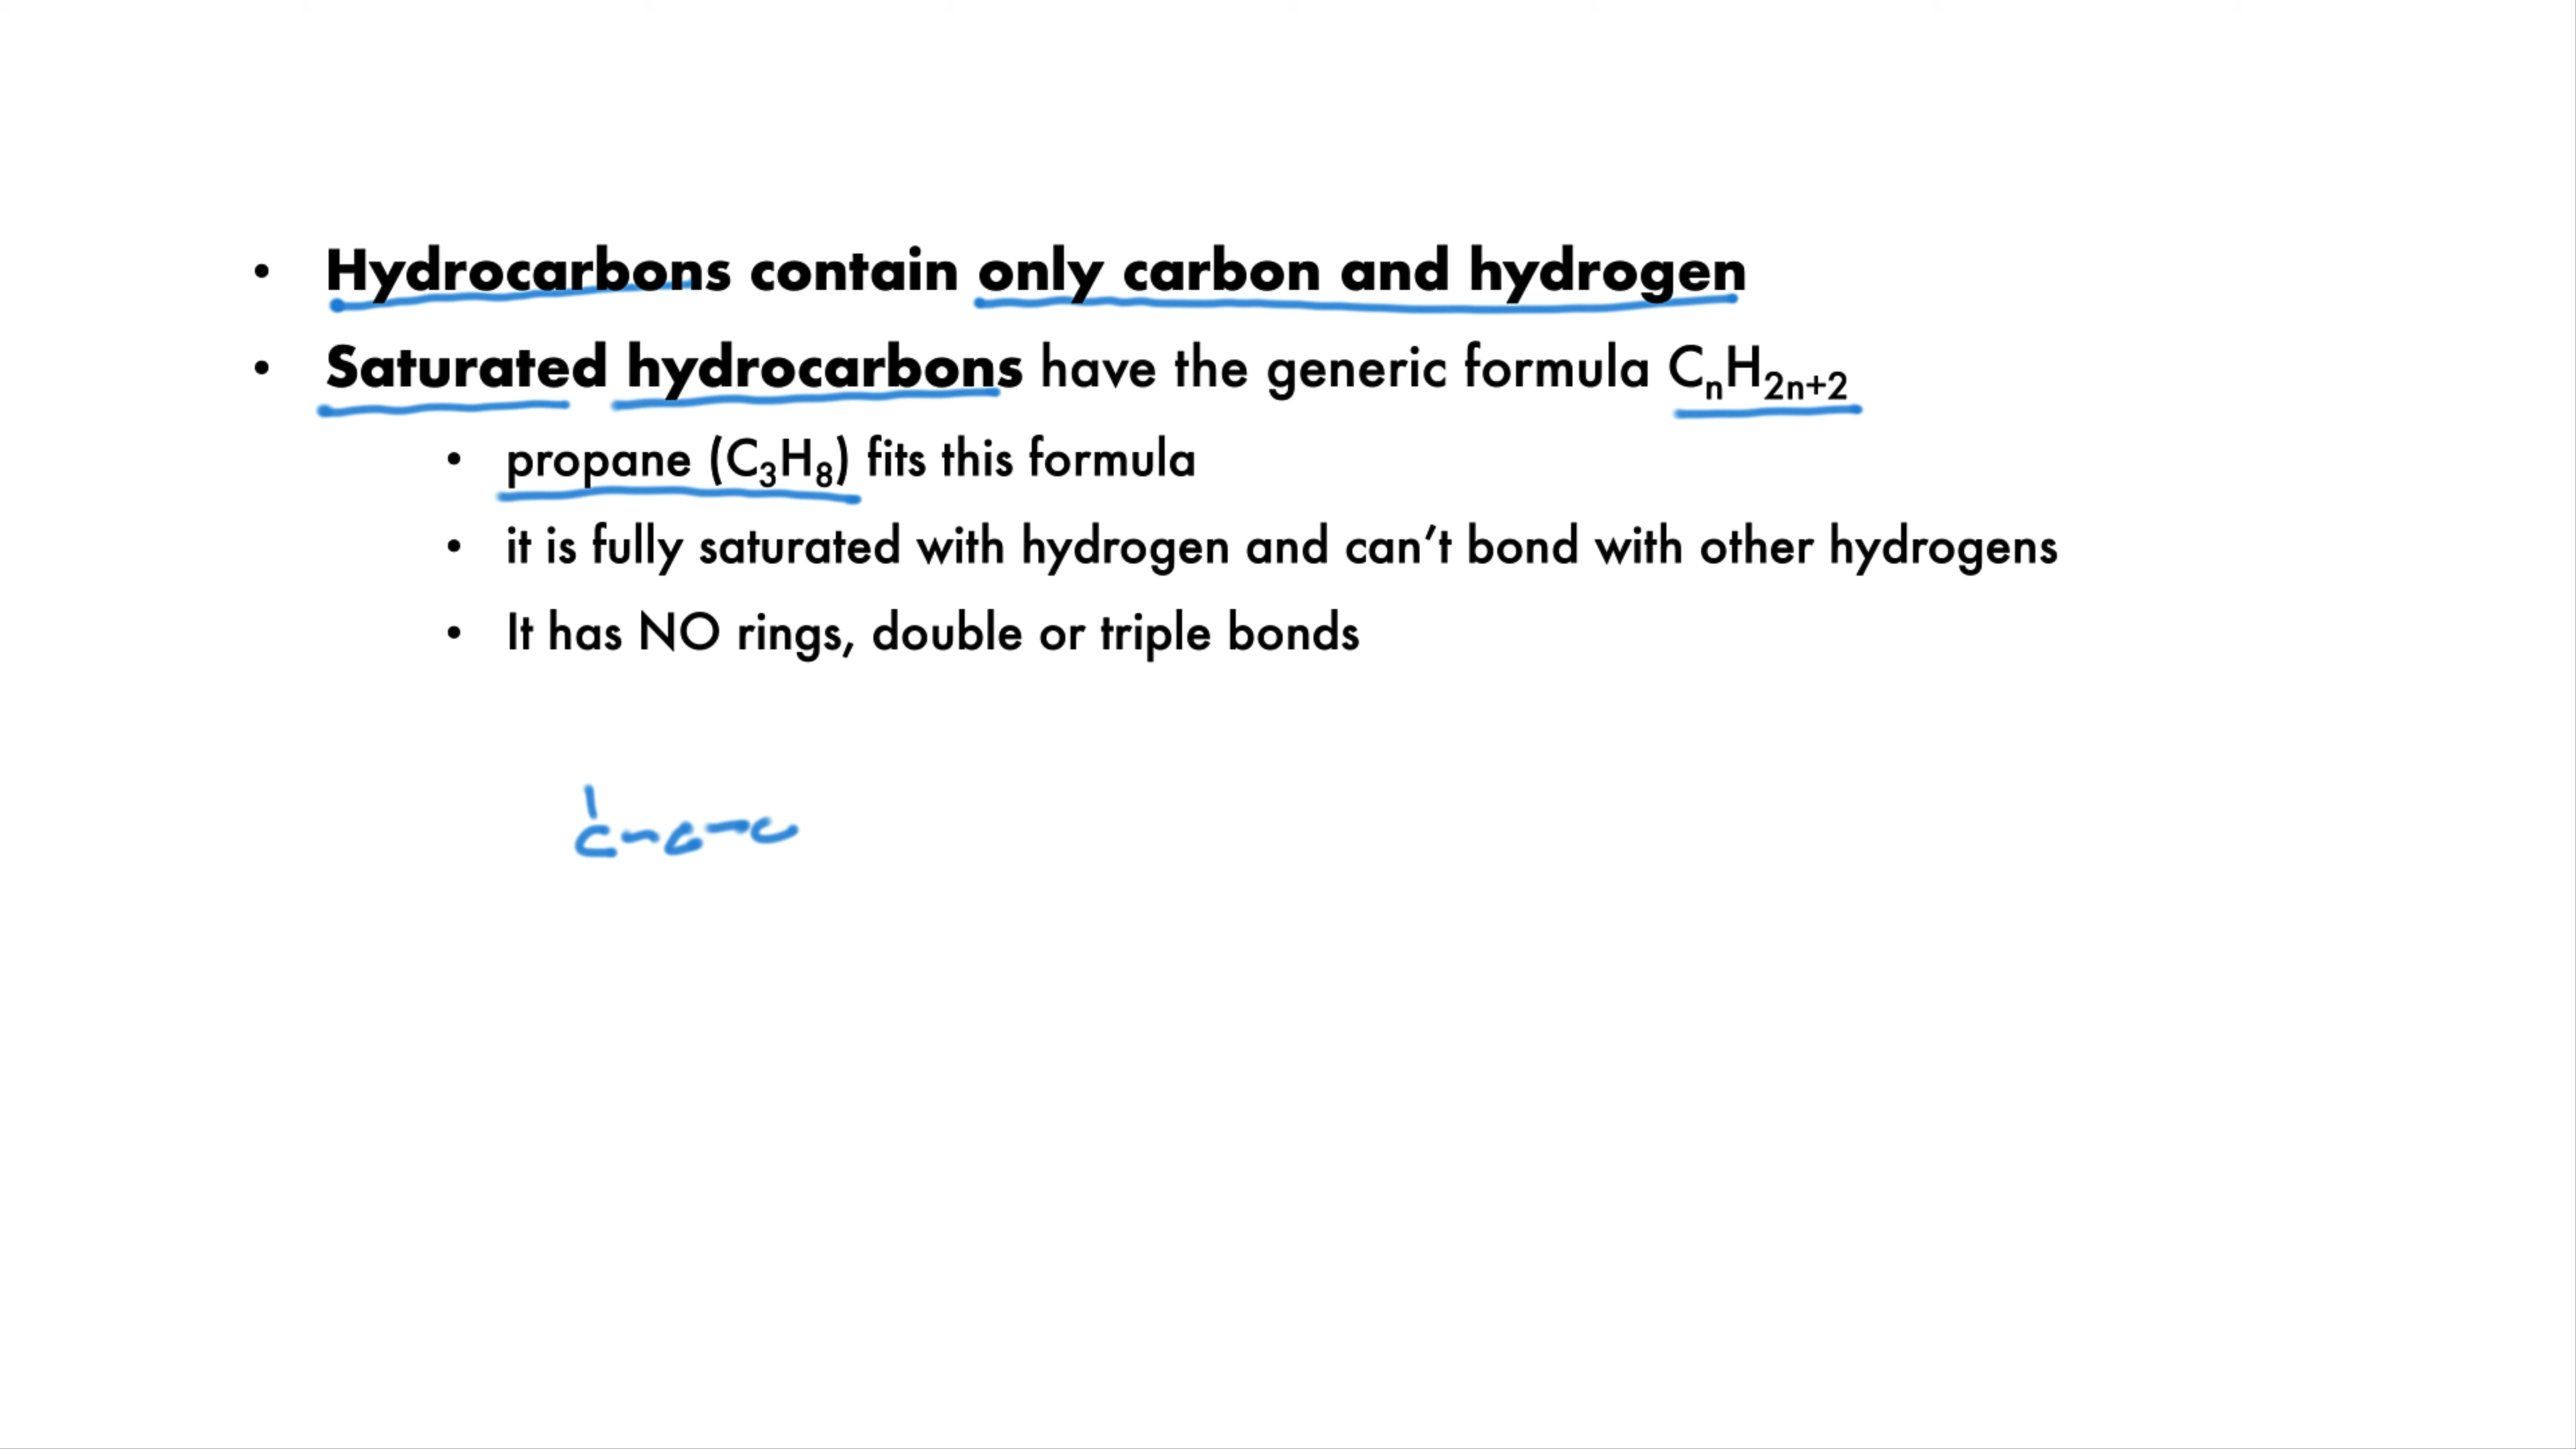 • Hydrocarbons contain only carbon and hydrogen
• Saturated hydrocarbons have the generic formula CₙH₂ₙ₊₂
• propane (C₃H₈) fits this formula
• it is fully saturated with hydrogen and can’t bond with other hydrogens
• It has NO rings, double or triple bonds
C-C-C